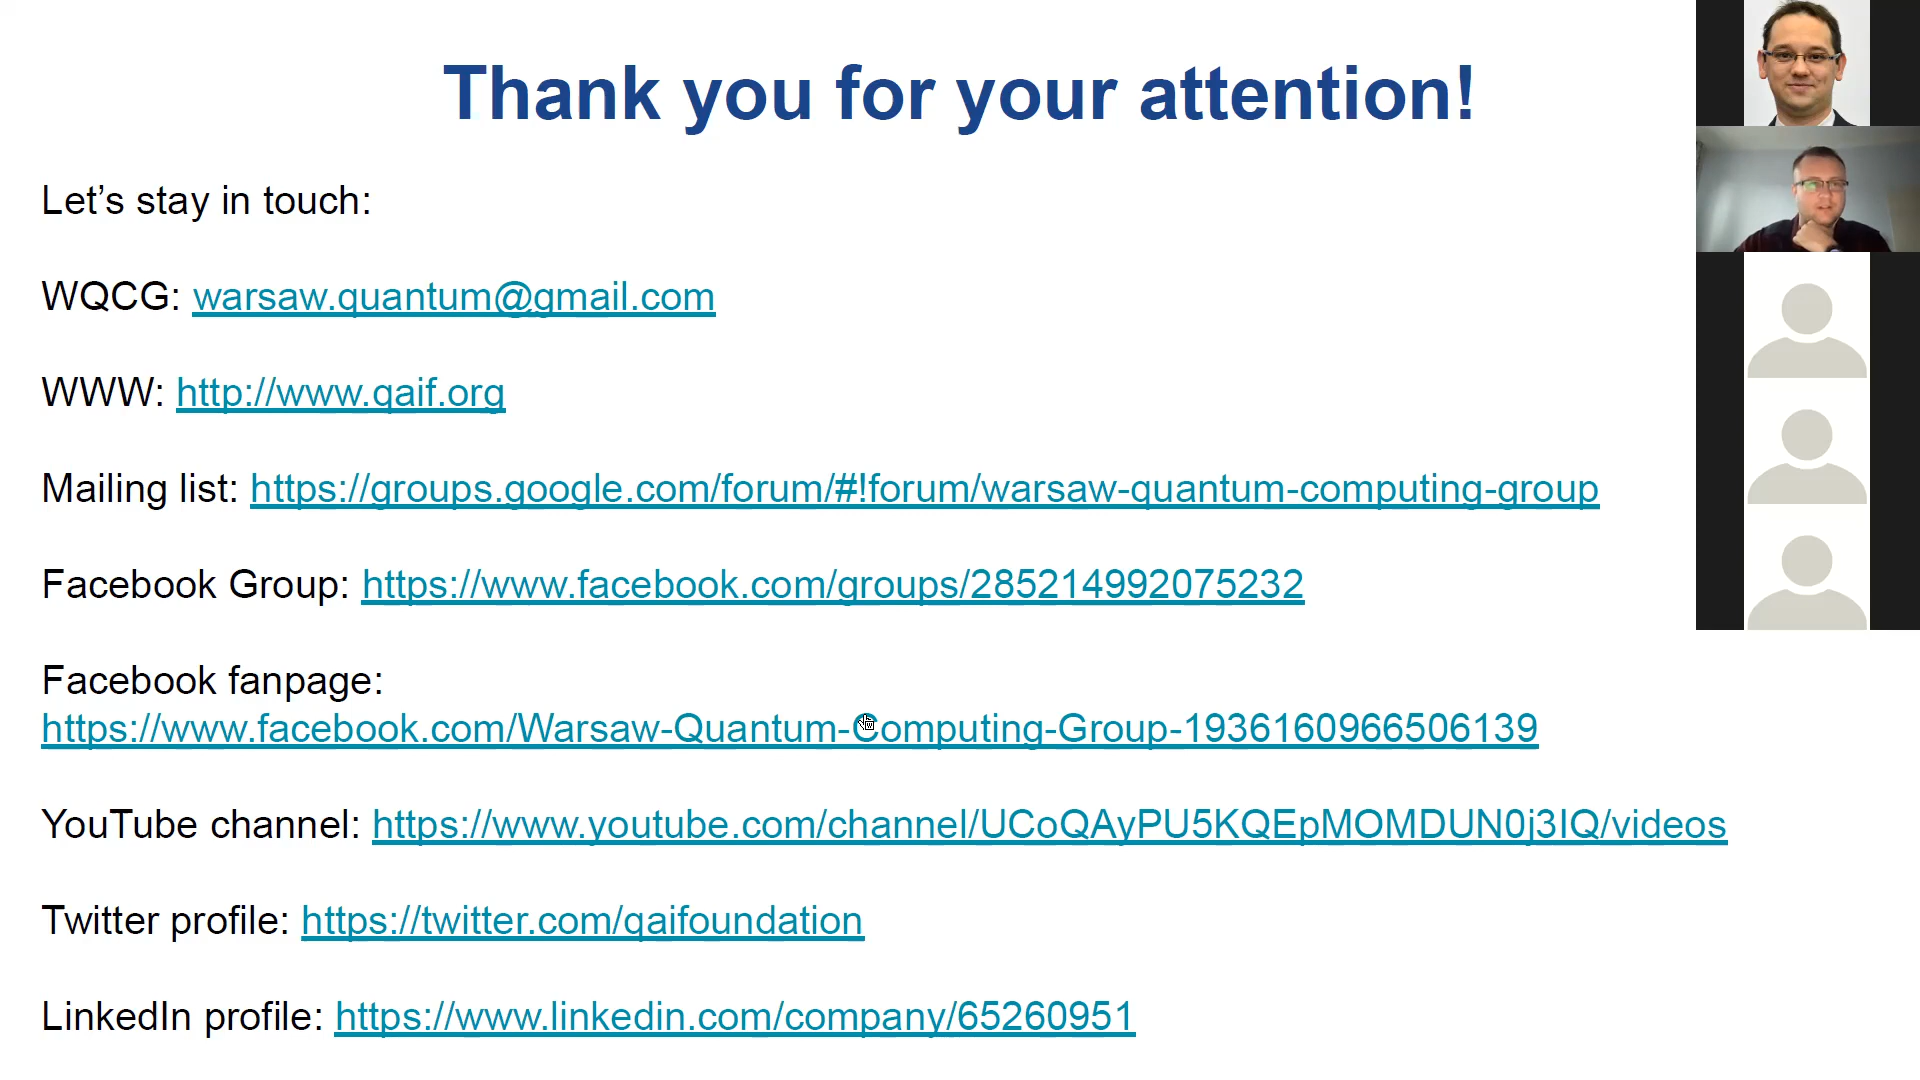 Thank you for your attention!
Let’s stay in touch:
WQCG: warsaw.quantum@gmail.com
WWW: http://www.qaif.org
Mailing list: https://groups.google.com/forum/#!forum/warsaw-quantum-computing-group
Facebook Group: https://www.facebook.com/groups/285214992075232
Facebook fanpage:
https://www.facebook.com/Warsaw-Quantum-Computing-Group-1936160966506139
YouTube channel: https://www.youtube.com/channel/UCoQAyPU5KQEpMOMDUN0j3IQ/videos
Twitter profile: https://twitter.com/qaifoundation
LinkedIn profile: https://www.linkedin.com/company/65260951